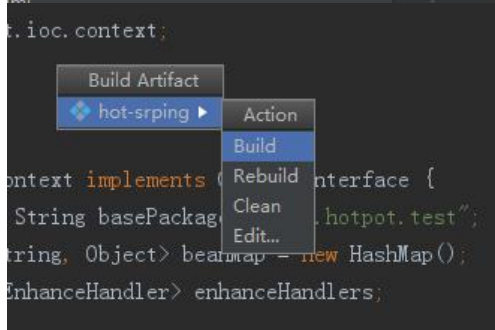 t.ioc.context;
Build Artifact
hot-srping
Action
Build
Rebuild
Clean
Edit...
ontext implements nterface {
String basePackag .hotpot.test";
tring, Object> beanmap = new HashMap();
EnhanceHandler> enhanceHandlers;